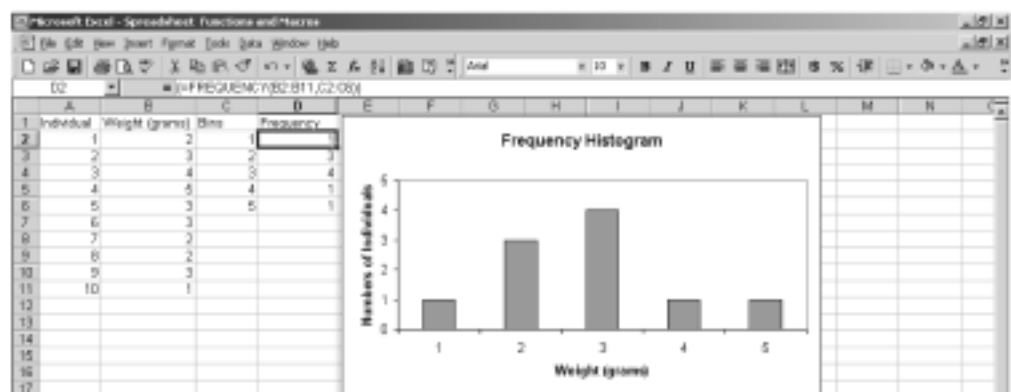 Microsoft Excel - Spreadsheet Functions and Macros
File Edit View Insert Format Tools Data Window Help
Arial 10 B I U $ %
D2 {=FREQUENCY(B2:B11,C2:C6)}
A B C D E F G H I J K L M N
1 Individual Weight (grams) Bins Frequency
2 1 2 1 1
3 2 3 2 3
4 3 4 3 4
5 4 5 4 1
6 5 3 5 1
7 6 3
8 7 2
9 8 2
10 9 3
11 10 1
12
13
14
15
16
17
Frequency Histogram
Numbers of Individuals
5
4
3
2
1
0
1 2 3 4 5
Weight (grams)